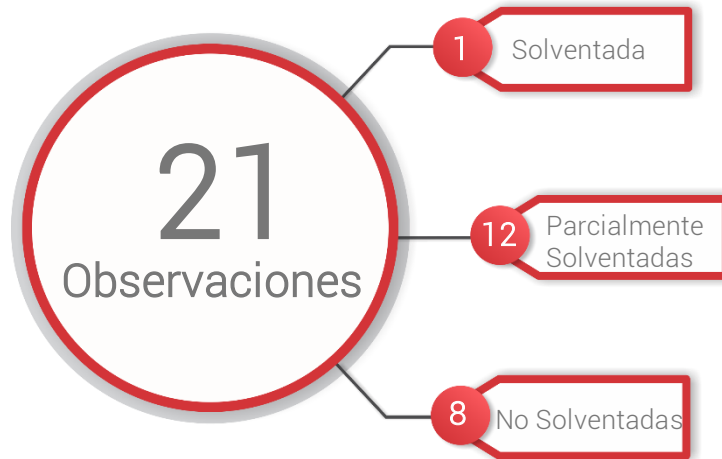 21
Observaciones
1 Solventada
12 Parcialmente
Solventadas
8 No Solventadas